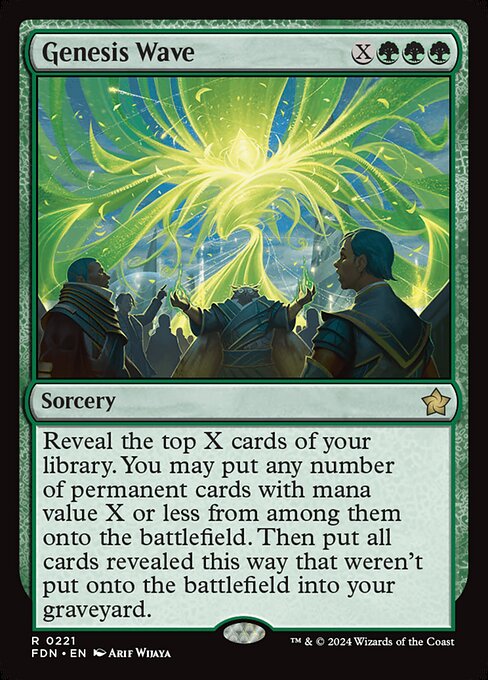 Genesis Wave X
Sorcery
Reveal the top X cards of your
library. You may put any number
of permanent cards with mana
value X or less from among them
onto the battlefield. Then put all
cards revealed this way that weren't
put onto the battlefield into your
graveyard.
R 0221
FDN • EN Arif Wijaya
™ & © 2024 Wizards of the Coast